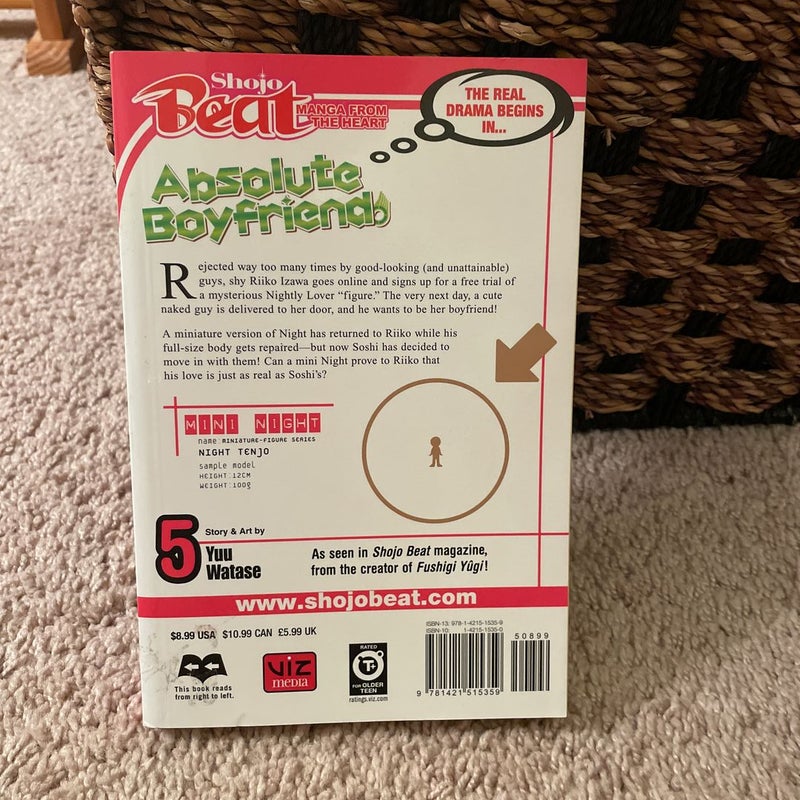 Shojo
Beat
MANGA FROM
THE HEART
THE REAL
DRAMA BEGINS
IN...
Absolute
Boyfriend
Rejected way too many times by good-looking (and unattainable)
guys, shy Riiko Izawa goes online and signs up for a free trial of
a mysterious Nightly Lover “figure.” The very next day, a cute
naked guy is delivered to her door, and he wants to be her boyfriend!
A miniature version of Night has returned to Riiko while his
full-size body gets repaired—but now Soshi has decided to
move in with them! Can a mini Night prove to Riiko that
his love is just as real as Soshi’s?
MINI NIGHT
name MINIATURE-FIGURE SERIES
NIGHT TENJO
sample model
HEIGHT:12CM
WEIGHT:100g
5
Story & Art by
Yuu
Watase
As seen in Shojo Beat magazine,
from the creator of Fushigi Yûgi!
www.shojobeat.com
$8.99 USA $10.99 CAN £5.99 UK
This book reads
from right to left.
VIZ
media
RATED
T+
FOR OLDER
TEEN
ratings.viz.com
ISBN-13: 978-1-4215-1535-9
ISBN-10: 1-4215-1535-0
50899
9 781421 515359